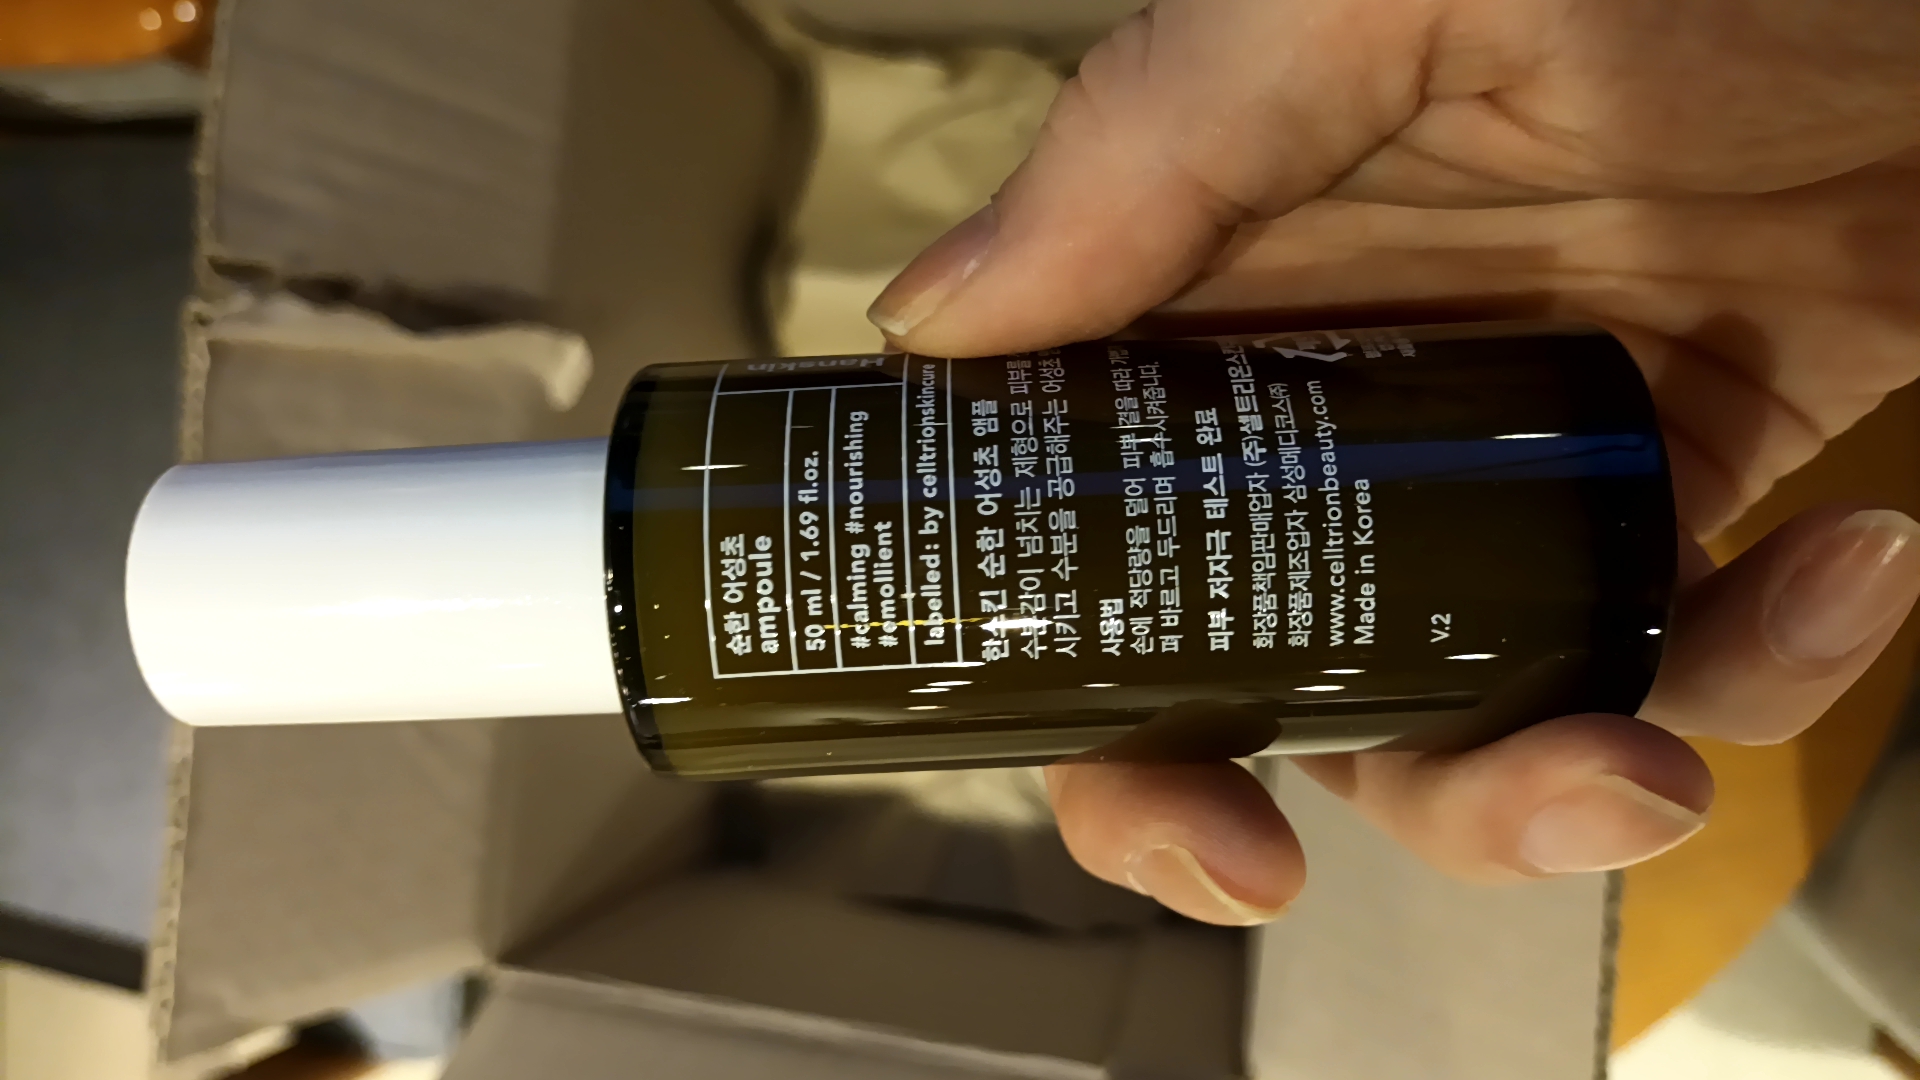 Hanskin
순한 어성초
ampoule
50 ml / 1.69 fl.oz.
#calming #nourishing
#emollient
labelled: by celltrionskincure
한스킨 순한 어성초 앰플
수분감이 넘치는 제형으로 피부를
시키고 수분을 공급해주는 어성초
사용법
손에 적당량을 덜어 피부 결을 따라
펴 바르고 두드리며 흡수시켜줍니다.
피부 저자극 테스트 완료
화장품책임판매업자 (주)셀트리온스킨
화장품제조업자 삼성메디코스(주)
www.celltrionbeauty.com
Made in Korea
V.2